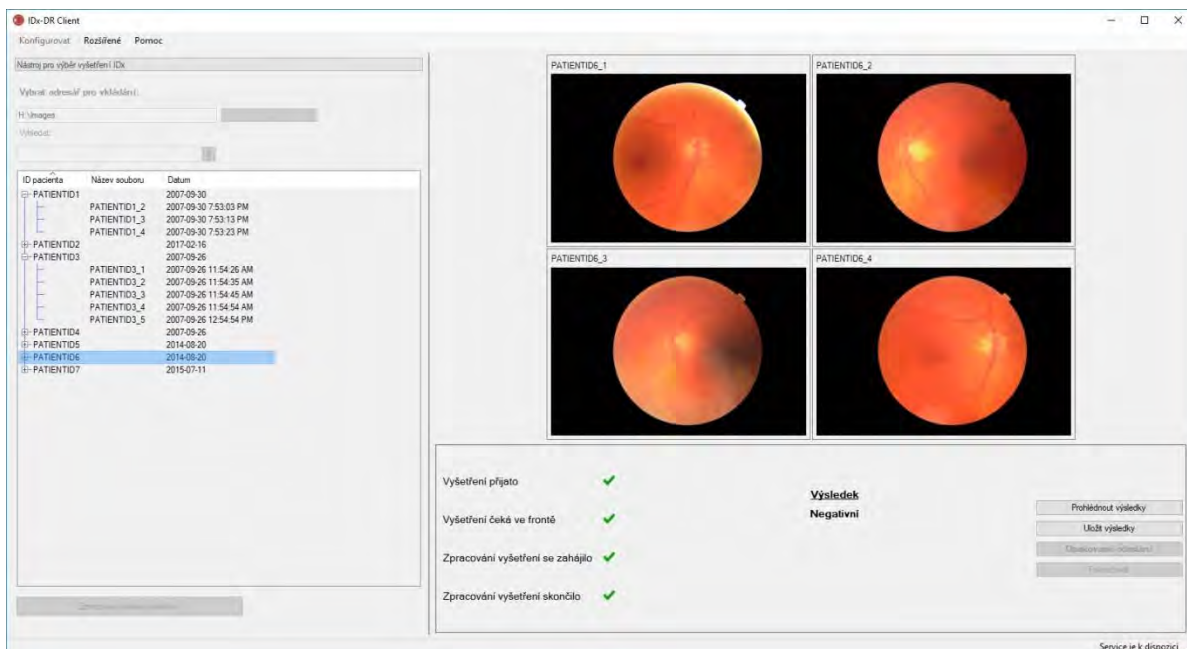 IDx-DR Client
Konfigurovat Rozšířené Pomoc
Nástroj pro výběr vyšetření IDx
Vybrat adresář pro vkládání:
H:\images
Vyhledat:
ID pacienta Název souboru Datum
PATIENTID1 2007-09-30
PATIENTID1_2 2007-09-30 7:53:03 PM
PATIENTID1_3 2007-09-30 7:53:13 PM
PATIENTID1_4 2007-09-30 7:53:23 PM
PATIENTID2 2017-02-16
PATIENTID3 2007-09-26
PATIENTID3_1 2007-09-26 11:54:26 AM
PATIENTID3_2 2007-09-26 11:54:35 AM
PATIENTID3_3 2007-09-26 11:54:45 AM
PATIENTID3_4 2007-09-26 11:54:54 AM
PATIENTID3_5 2007-09-26 12:54:54 PM
PATIENTID4 2007-09-26
PATIENTID5 2014-08-20
PATIENTID6 2014-08-20
PATIENTID7 2015-07-11
PATIENTID6_1 PATIENTID6_2
PATIENTID6_3 PATIENTID6_4
Vyšetření přijato
Vyšetření čeká ve frontě
Zpracování vyšetření se zahájilo
Zpracování vyšetření skončilo
Výsledek
Negativní
Prohlédnout výsledky
Uložit výsledky
Service je k dispozici